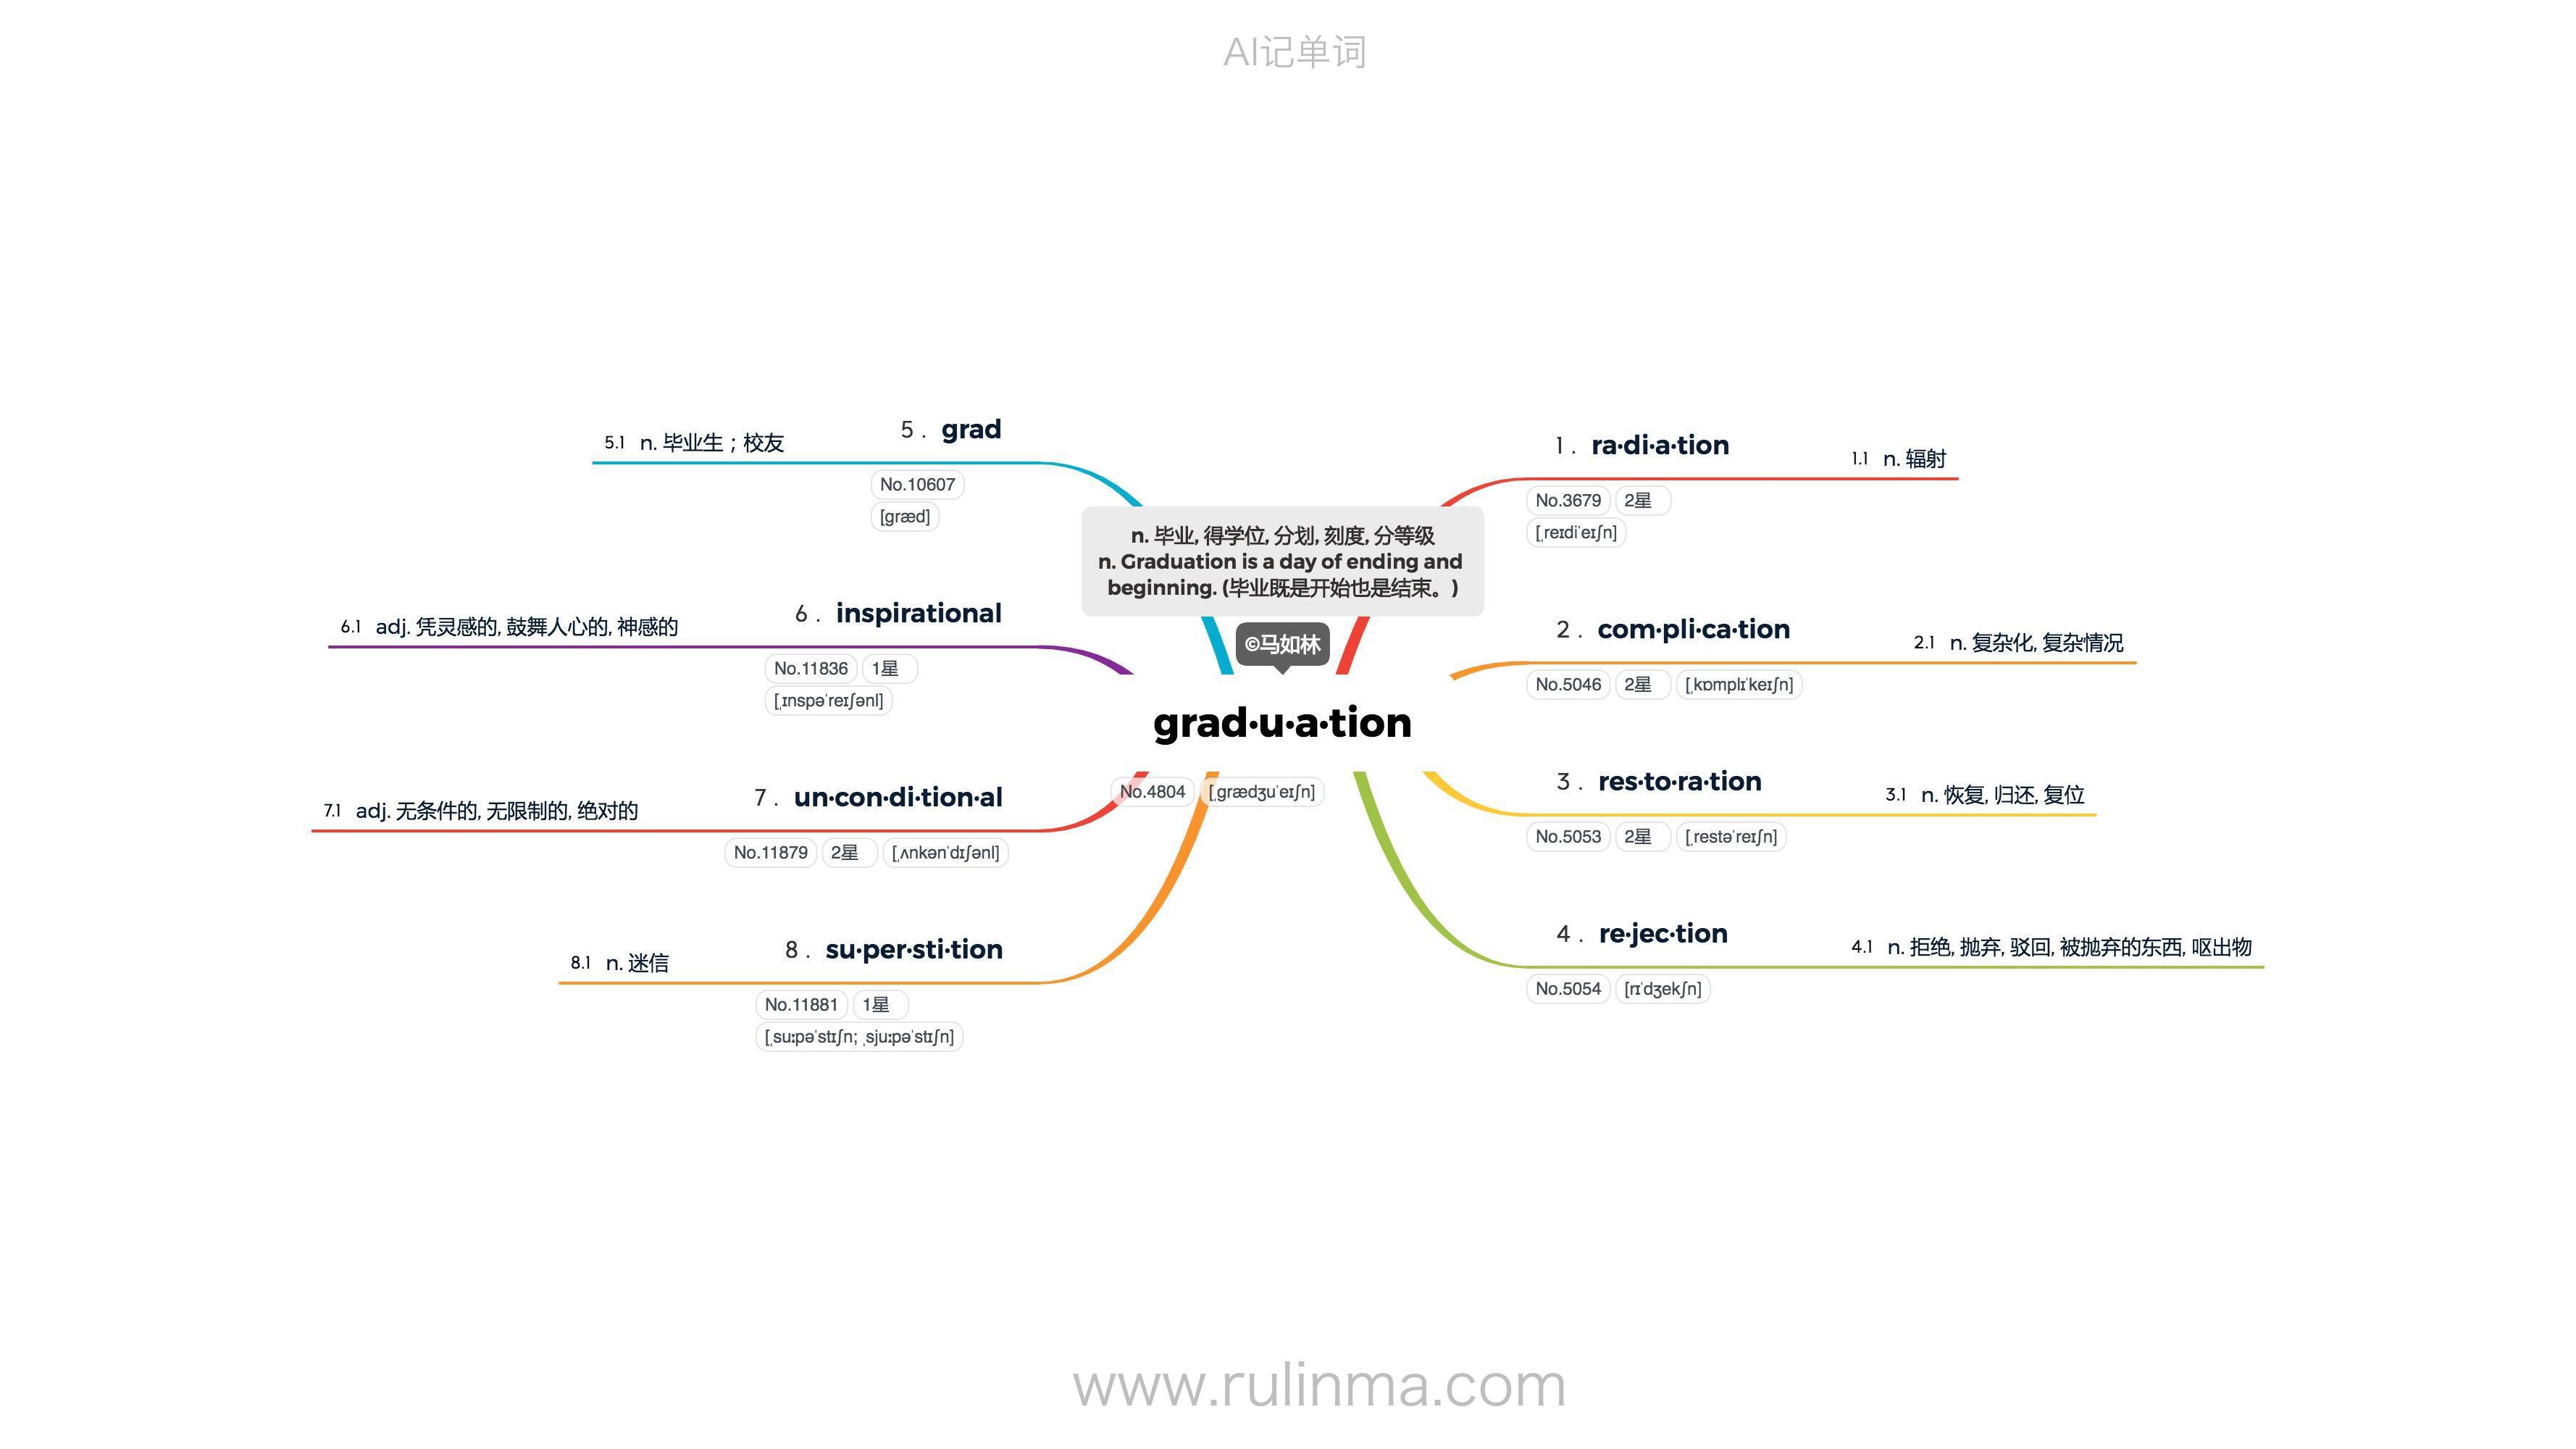 AI记单词
n. 毕业, 得学位, 分划, 刻度, 分等级
n. Graduation is a day of ending and
beginning. (毕业既是开始也是结束。)
©马如林
grad·u·a·tion
No.4804 [ˌɡrædʒuˈeɪʃn]
1 . ra·di·a·tion
1.1 n. 辐射
No.3679 2星
[ˌreɪdiˈeɪʃn]
2 . com·pli·ca·tion
2.1 n. 复杂化, 复杂情况
No.5046 2星 [ˌkɒmplɪˈkeɪʃn]
3 . res·to·ra·tion
3.1 n. 恢复, 归还, 复位
No.5053 2星 [ˌrestəˈreɪʃn]
4 . re·jec·tion
4.1 n. 拒绝, 抛弃, 驳回, 被抛弃的东西, 呕出物
No.5054 [rɪˈdʒekʃn]
5 . grad
5.1 n. 毕业生；校友
No.10607
[ɡræd]
6 . inspirational
6.1 adj. 凭灵感的, 鼓舞人心的, 神感的
No.11836 1星
[ˌɪnspəˈreɪʃənl]
7 . un·con·di·tion·al
7.1 adj. 无条件的, 无限制的, 绝对的
No.11879 2星 [ˌʌnkənˈdɪʃənl]
8 . su·per·sti·tion
8.1 n. 迷信
No.11881 1星
[ˌsuːpəˈstɪʃn; ˌsjuːpəˈstɪʃn]
www.rulinma.com